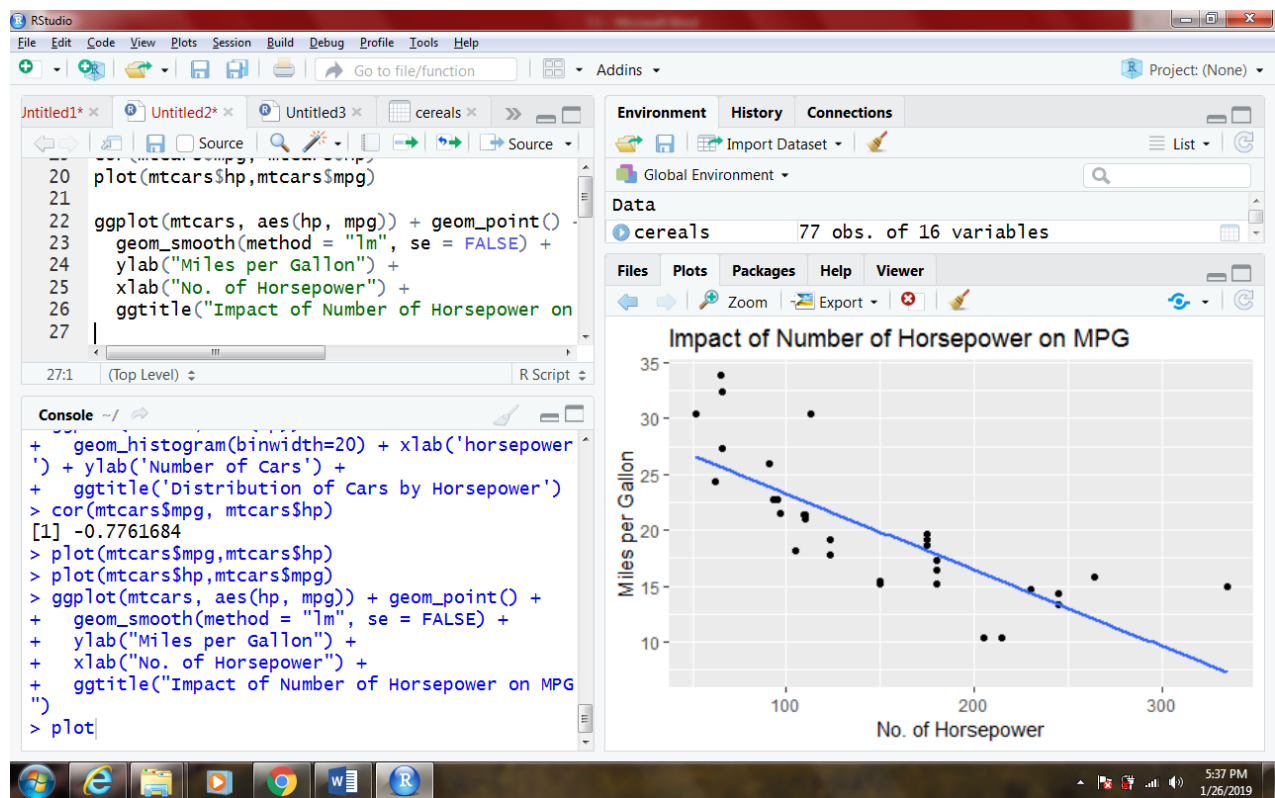 RStudio
File Edit Code View Plots Session Build Debug Profile Tools Help
Go to file/function
Addins
Project: (None)
Intitled1*
Untitled2*
Untitled3
cereals
Source
Source
20 plot(mtcars$hp,mtcars$mpg)
21
22 ggplot(mtcars, aes(hp, mpg)) + geom_point()
23 geom_smooth(method = "lm", se = FALSE) +
24 ylab("Miles per Gallon") +
25 xlab("No. of Horsepower") +
26 ggtitle("Impact of Number of Horsepower on
27
27:1 (Top Level) R Script
Console ~/
+ geom_histogram(binwidth=20) + xlab('horsepower
') + ylab('Number of Cars') +
+ ggtitle('Distribution of Cars by Horsepower')
> cor(mtcars$mpg, mtcars$hp)
[1] -0.7761684
> plot(mtcars$mpg,mtcars$hp)
> plot(mtcars$hp,mtcars$mpg)
> ggplot(mtcars, aes(hp, mpg)) + geom_point() +
+ geom_smooth(method = "lm", se = FALSE) +
+ ylab("Miles per Gallon") +
+ xlab("No. of Horsepower") +
+ ggtitle("Impact of Number of Horsepower on MPG
")
> plot
Environment History Connections
Import Dataset
List
Global Environment
Data
cereals 77 obs. of 16 variables
Files Plots Packages Help Viewer
Zoom Export
Impact of Number of Horsepower on MPG
35
30
25
20
15
10
Miles per Gallon
100 200 300
No. of Horsepower
5:37 PM
1/26/2019